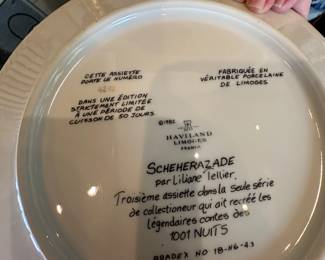 CETTE ASSIETTE
PORTE LE NUMÉRO
DANS UNE ÉDITION
STRICTEMENT LIMITÉE
À UNE PÉRIODE DE
CUISSON DE 50 JOURS
FABRIQUÉE EN
VÉRITABLE PORCELAINE
DE LIMOGES
©1982
HAVILAND
LIMOGES
FRANCE
SCHEHERAZADE
par Liliane Tellier.
Troisième assiette dans la seule série
de collectionneur qui ait recréé les
légendaires contes des
1001 NUITS
BRADEX NO 18-H6-4.3